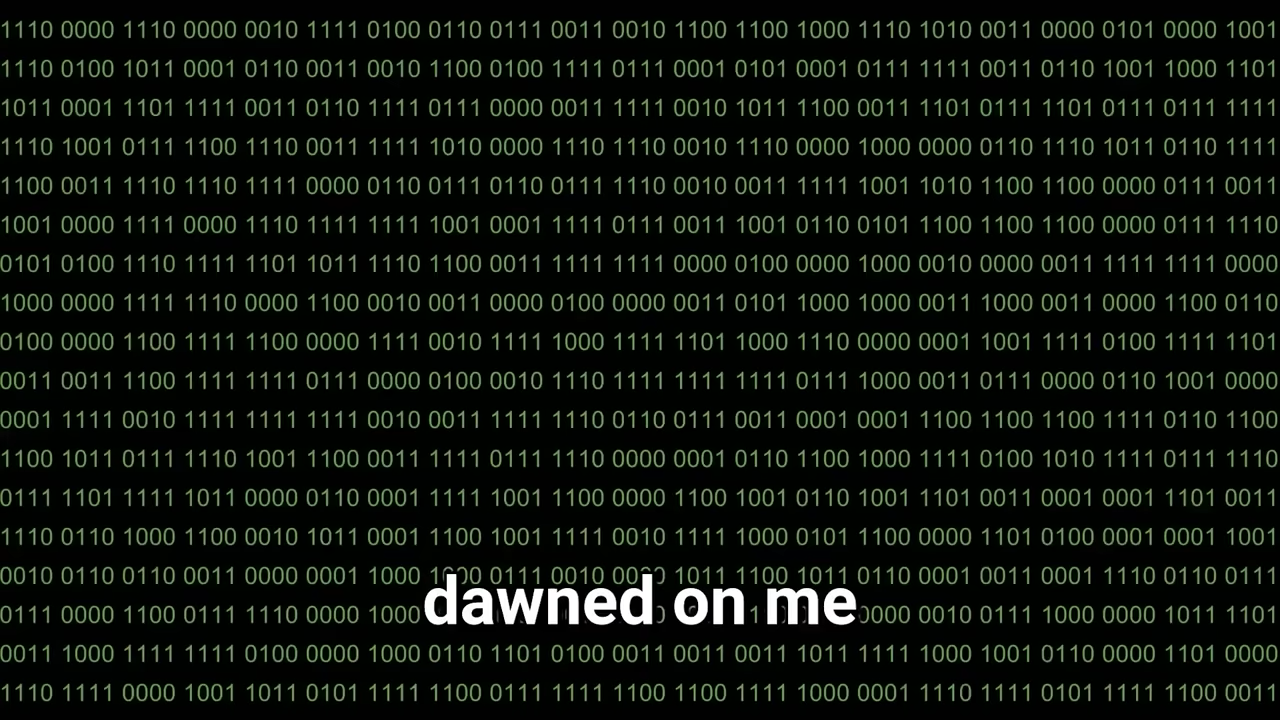 1110 0000 1110 0000 0010 1111 0100 0110 0111 0011 0010 1100 1100 1000 1110 1010 0011 0000 0101 0000 1001
1110 0100 1011 0001 0110 0011 0010 1100 0100 1111 0111 0001 0101 0001 0111 1111 0011 0110 1001 1000 1101
1011 0001 1101 1111 0011 0110 1111 0111 0000 0011 1111 0010 1011 1100 0011 1101 0111 1101 0111 0111 1111
1110 1001 0111 1100 1110 0011 1111 1010 0000 1110 1110 0010 1110 0000 1000 0000 0110 1110 1011 0110 1111
1100 0011 1110 1110 1111 0000 0110 0111 0110 0111 1110 0010 0011 1111 1001 1010 1100 1100 0000 0111 0011
1001 0000 1111 0000 1110 1111 1111 1001 0001 1111 0111 0011 1001 0110 0101 1100 1100 1100 0000 0111 1110
0101 0100 1110 1111 1101 1011 1110 1100 0011 1111 1111 0000 0100 0000 1000 0010 0000 0011 1111 1111 0000
1000 0000 1111 1110 0000 1100 0010 0011 0000 0100 0000 0011 0101 1000 1000 0011 1000 0011 0000 1100 0110
0100 0000 1100 1111 1100 0000 1111 0010 1111 1000 1111 1101 1000 1110 0000 0001 1001 1111 0100 1111 1101
0011 0011 1100 1111 1111 0111 0000 0100 0010 1110 1111 1111 1111 0111 1000 0011 0111 0000 0110 1001 0000
0001 1111 0010 1111 1111 1111 0010 0011 1111 1110 0110 0111 0011 0001 0001 1100 1100 1100 1111 0110 1100
1100 1011 0111 1110 1001 1100 0011 1111 0111 1110 0000 0001 0110 1100 1000 1111 0100 1010 1111 0111 1110
0111 1101 1111 1011 0000 0110 0001 1111 1001 1100 0000 1100 1001 0110 1001 1101 0011 0001 0001 1101 0011
1110 0110 1000 1100 0010 1011 0001 1100 1001 1111 0010 1111 1000 0101 1100 0000 1101 0100 0001 0001 1001
0010 0110 0110 0011 0000 0001 1000 1000 0111 0010 0000 1011 1100 1011 0110 0001 0011 0001 1110 0111 0111
dawned on me
0111 0000 1100 0111 1110 0000 0100 0000 0001 0000 0000 1011 1101
0011 1000 1111 1111 0100 0000 1000 0110 1101 0100 0011 0011 0011 1011 1111 1000 1001 0110 0000 1101 0000
1110 1111 0000 1001 1011 0101 1111 1100 0111 1111 1100 1100 1111 1000 0001 1110 1111 0101 1111 1100 0011